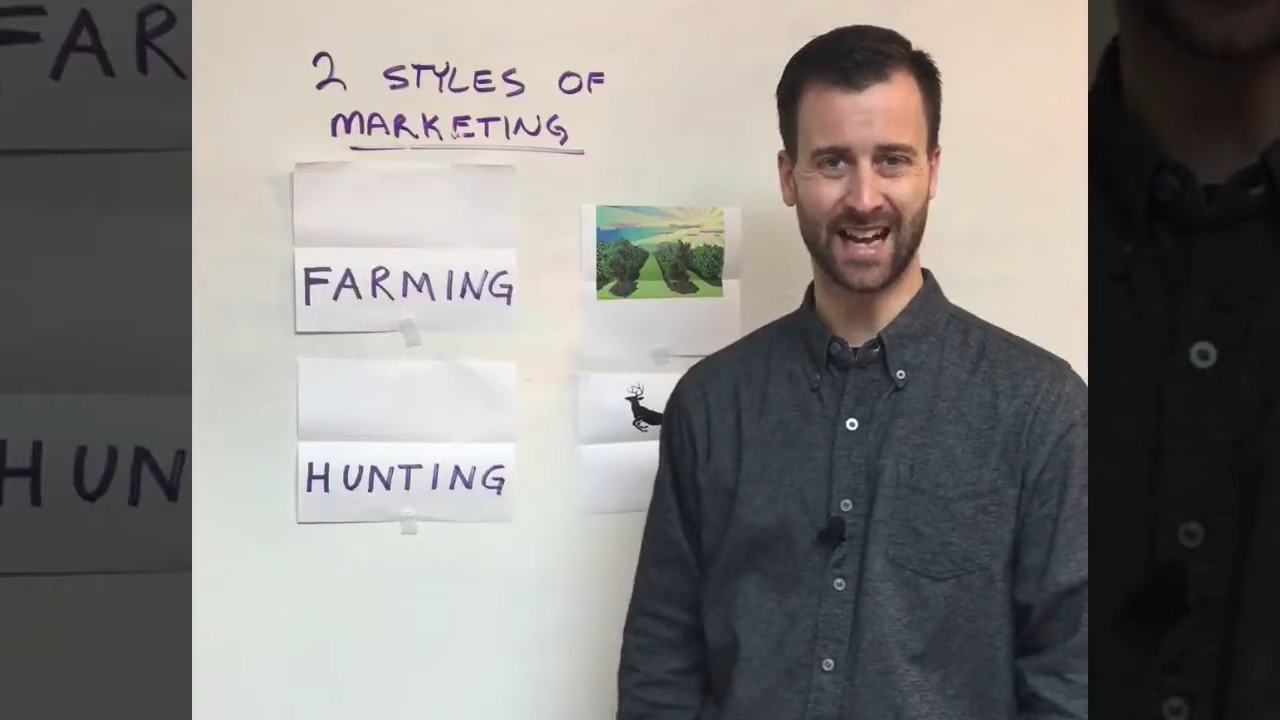 2 STYLES OF
MARKETING
FARMING
HUNTING
FAR
HUN